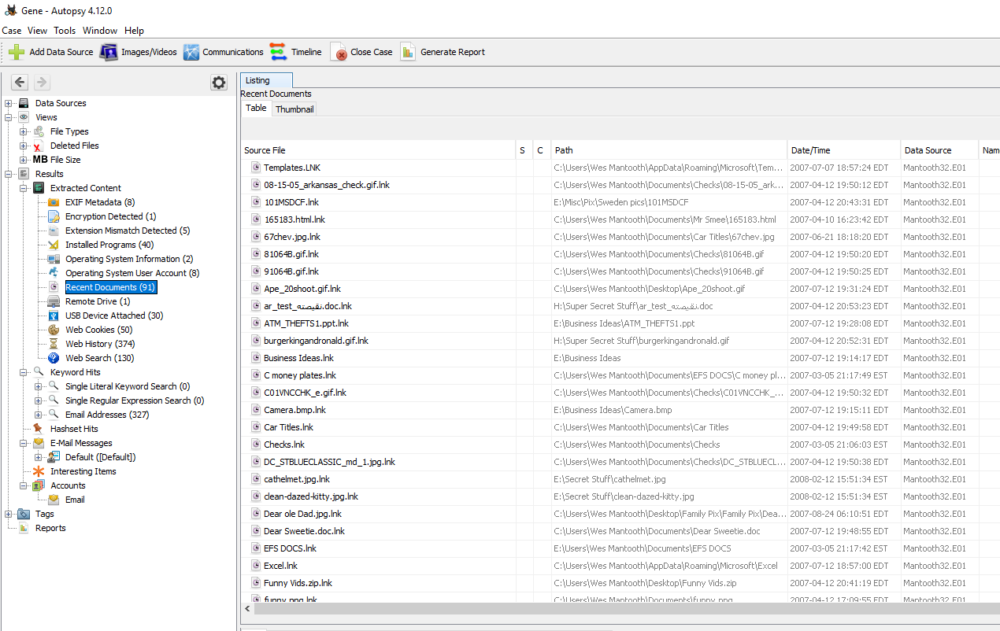 Gene - Autopsy 4.12.0
Case View Tools Window Help
Add Data Source Images/Videos Communications Timeline Close Case Generate Report
Data Sources
Views
File Types
Deleted Files
MB File Size
Results
Extracted Content
EXIF Metadata (8)
Encryption Detected (1)
Extension Mismatch Detected (5)
Installed Programs (40)
Operating System Information (2)
Operating System User Account (8)
Recent Documents (91)
Remote Drive (1)
USB Device Attached (30)
Web Cookies (50)
Web History (374)
Web Search (130)
Keyword Hits
Single Literal Keyword Search (0)
Single Regular Expression Search (0)
Email Addresses (327)
Hashset Hits
E-Mail Messages
Default ([Default])
Interesting Items
Accounts
Email
Tags
Reports
Listing
Recent Documents
Table Thumbnail
Source File S C Path Date/Time Data Source Nam
Templates.LNK C:\Users\Wes Mantooth\AppData\Roaming\Microsoft\Tem... 2007-07-07 18:57:24 EDT Mantooth32.E01
08-15-05_arkansas_check.gif.lnk C:\Users\Wes Mantooth\Documents\Checks\08-15-05_ark... 2007-04-12 19:50:12 EDT Mantooth32.E01
101MSDCF.lnk E:\Misc\Pix\Sweden pics\101MSDCF 2007-04-12 20:43:31 EDT Mantooth32.E01
165183.html.lnk C:\Users\Wes Mantooth\Documents\Mr Smee\165183.html 2007-04-10 16:23:42 EDT Mantooth32.E01
67chev.jpg.lnk C:\Users\Wes Mantooth\Documents\Car Titles\67chev.jpg 2007-06-21 18:18:20 EDT Mantooth32.E01
81064B.gif.lnk C:\Users\Wes Mantooth\Documents\Checks\81064B.gif 2007-04-12 19:50:20 EDT Mantooth32.E01
91064B.gif.lnk C:\Users\Wes Mantooth\Documents\Checks\91064B.gif 2007-04-12 19:50:25 EDT Mantooth32.E01
Ape_20shoot.gif.lnk C:\Users\Wes Mantooth\Desktop\Ape_20shoot.gif 2007-07-12 19:31:24 EDT Mantooth32.E01
ar_test_نقيصته.doc.lnk H:\Super Secret Stuff\ar_test_نقيصته.doc 2007-04-12 20:53:23 EDT Mantooth32.E01
ATM_THEFTS1.ppt.lnk E:\Business Ideas\ATM_THEFTS1.ppt 2007-07-12 19:28:08 EDT Mantooth32.E01
burgerkingandronald.gif.lnk H:\Super Secret Stuff\burgerkingandronald.gif 2007-04-12 20:52:31 EDT Mantooth32.E01
Business Ideas.lnk E:\Business Ideas 2007-07-12 19:14:17 EDT Mantooth32.E01
C money plates.lnk C:\Users\Wes Mantooth\Documents\EFS DOCS\C money pl... 2007-03-05 21:17:49 EST Mantooth32.E01
C01VNCCHK_e.gif.lnk C:\Users\Wes Mantooth\Documents\Checks\C01VNCCHK_... 2007-04-12 19:50:32 EDT Mantooth32.E01
Camera.bmp.lnk E:\Business Ideas\Camera.bmp 2007-07-12 19:15:11 EDT Mantooth32.E01
Car Titles.lnk C:\Users\Wes Mantooth\Documents\Car Titles 2007-04-12 19:49:58 EDT Mantooth32.E01
Checks.lnk C:\Users\Wes Mantooth\Documents\Checks 2007-03-05 21:06:03 EST Mantooth32.E01
DC_STBLUECLASSIC_md_1.jpg.lnk C:\Users\Wes Mantooth\Documents\Checks\DC_STBLUECL... 2007-04-12 19:50:38 EDT Mantooth32.E01
cathelmet.jpg.lnk E:\Secret Stuff\cathelmet.jpg 2008-02-12 15:51:34 EST Mantooth32.E01
clean-dazed-kitty.jpg.lnk E:\Secret Stuff\clean-dazed-kitty.jpg 2008-02-12 15:51:34 EST Mantooth32.E01
Dear ole Dad.jpg.lnk C:\Users\Wes Mantooth\Desktop\Family Pix\Family Pix\Dea... 2007-08-24 06:10:51 EDT Mantooth32.E01
Dear Sweetie.doc.lnk C:\Users\Wes Mantooth\Documents\Dear Sweetie.doc 2007-07-12 19:48:55 EDT Mantooth32.E01
EFS DOCS.lnk E:\Users\Wes Mantooth\Documents\EFS DOCS 2007-03-05 21:17:42 EST Mantooth32.E01
Excel.lnk C:\Users\Wes Mantooth\AppData\Roaming\Microsoft\Excel 2007-07-12 18:57:00 EDT Mantooth32.E01
Funny Vids.zip.lnk C:\Users\Wes Mantooth\Desktop\Funny Vids.zip 2007-04-12 20:41:19 EDT Mantooth32.E01
funny.png.lnk C:\Users\Wes Mantooth\Documents\funny.png 2007-04-12 17:09:55 EDT Mantooth32.E01